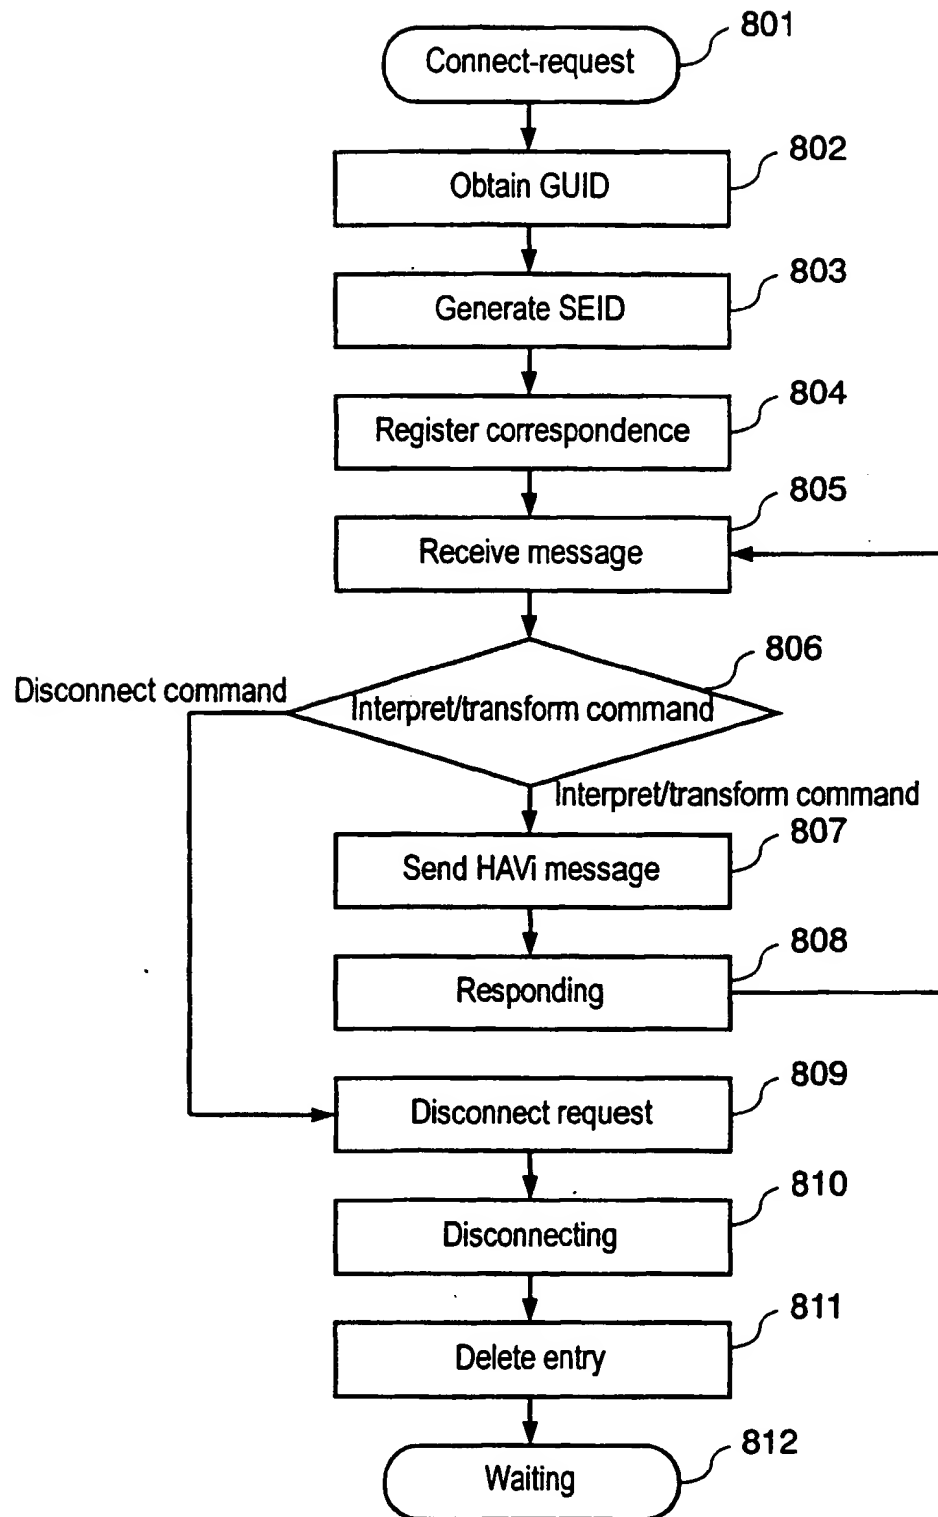 801
Connect-request
802
Obtain GUID
803
Generate SEID
804
Register correspondence
805
Receive message
806
Disconnect command
Interpret/transform command
Interpret/transform command
807
Send HAVi message
808
Responding
809
Disconnect request
810
Disconnecting
811
Delete entry
812
Waiting